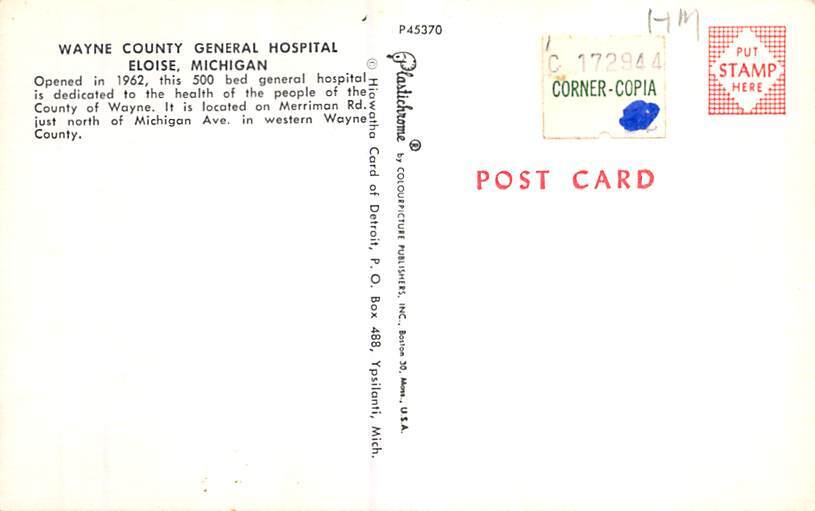 P45370
HM
WAYNE COUNTY GENERAL HOSPITAL
ELOISE, MICHIGAN
Opened in 1962, this 500 bed general hospital
is dedicated to the health of the people of the
County of Wayne. It is located on Merriman Rd.
just north of Michigan Ave. in western Wayne
County.
© Hiawatha Card of Detroit, P. O. Box 488, Ypsilanti, Mich.
Plastichrome ® by COLOURPICTURE PUBLISHERS, INC., Boston 30, Mass., U.S.A.
C 172944
CORNER-COPIA
PUT
STAMP
HERE
POST CARD